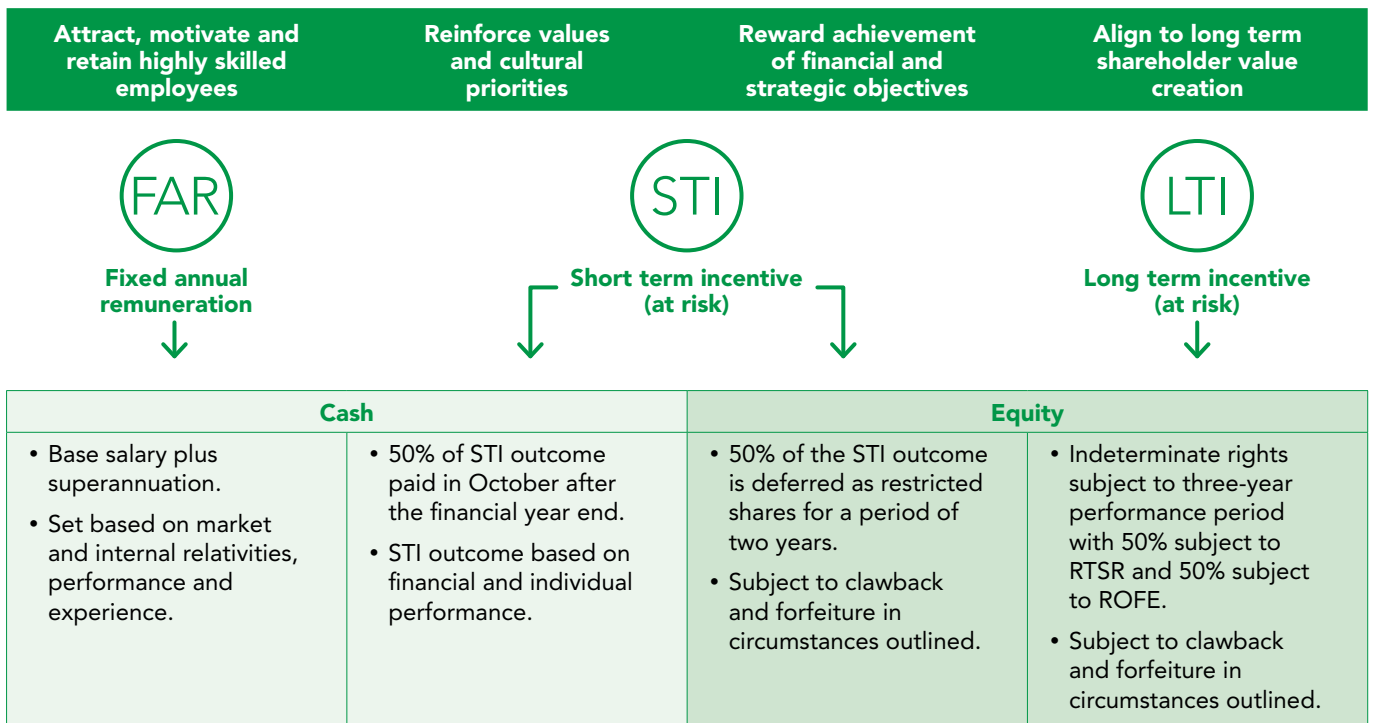 Attract, motivate and
retain highly skilled
employees
Reinforce values
and cultural
priorities
Reward achievement
of financial and
strategic objectives
Align to long term
shareholder value
creation
FAR
Fixed annual
remuneration
STI
Short term incentive
(at risk)
LTI
Long term incentive
(at risk)
Cash
Equity
• Base salary plus
superannuation.
• Set based on market
and internal relativities,
performance and
experience.
• 50% of STI outcome
paid in October after
the financial year end.
• STI outcome based on
financial and individual
performance.
• 50% of the STI outcome
is deferred as restricted
shares for a period of
two years.
• Subject to clawback
and forfeiture in
circumstances outlined.
• Indeterminate rights
subject to three-year
performance period
with 50% subject to
RTSR and 50% subject
to ROFE.
• Subject to clawback
and forfeiture in
circumstances outlined.